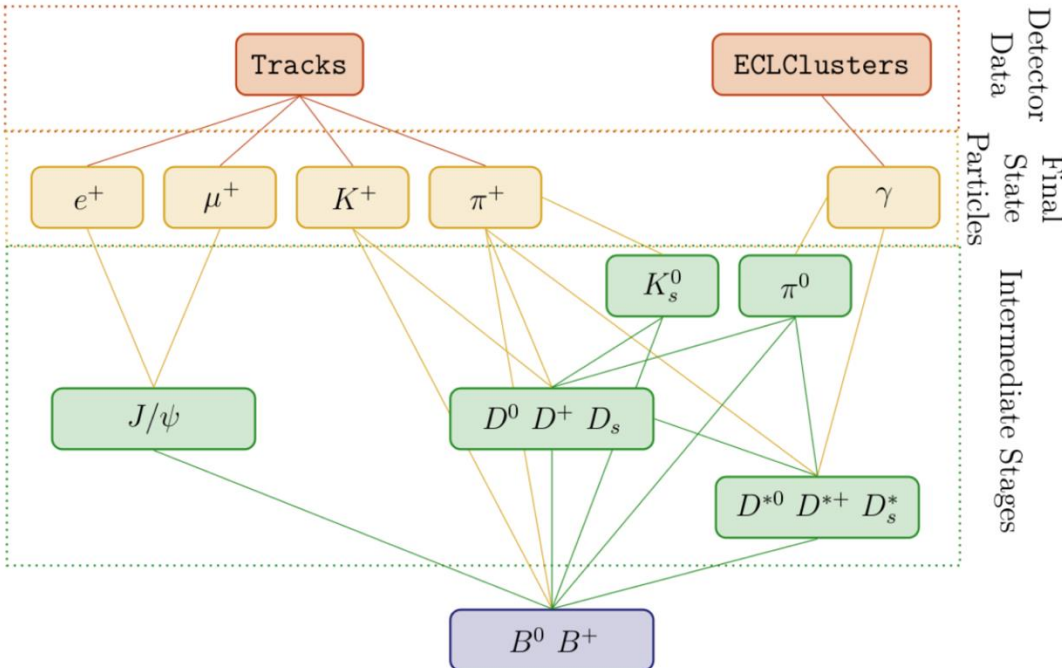 Tracks
ECLClusters
Detector
Data
e⁺
μ⁺
K⁺
π⁺
γ
Final
State
Particles
K⁰ₛ
π⁰
J/ψ
D⁰ D⁺ Dₛ
D*⁰ D*⁺ D*ₛ
Intermediate Stages
B⁰ B⁺